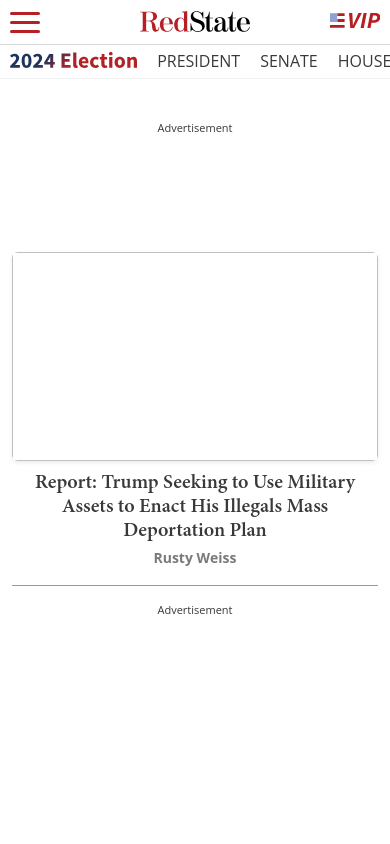 RedState
VIP
2024 Election PRESIDENT SENATE HOUSE
Advertisement
Report: Trump Seeking to Use Military
Assets to Enact His Illegals Mass
Deportation Plan
Rusty Weiss
Advertisement